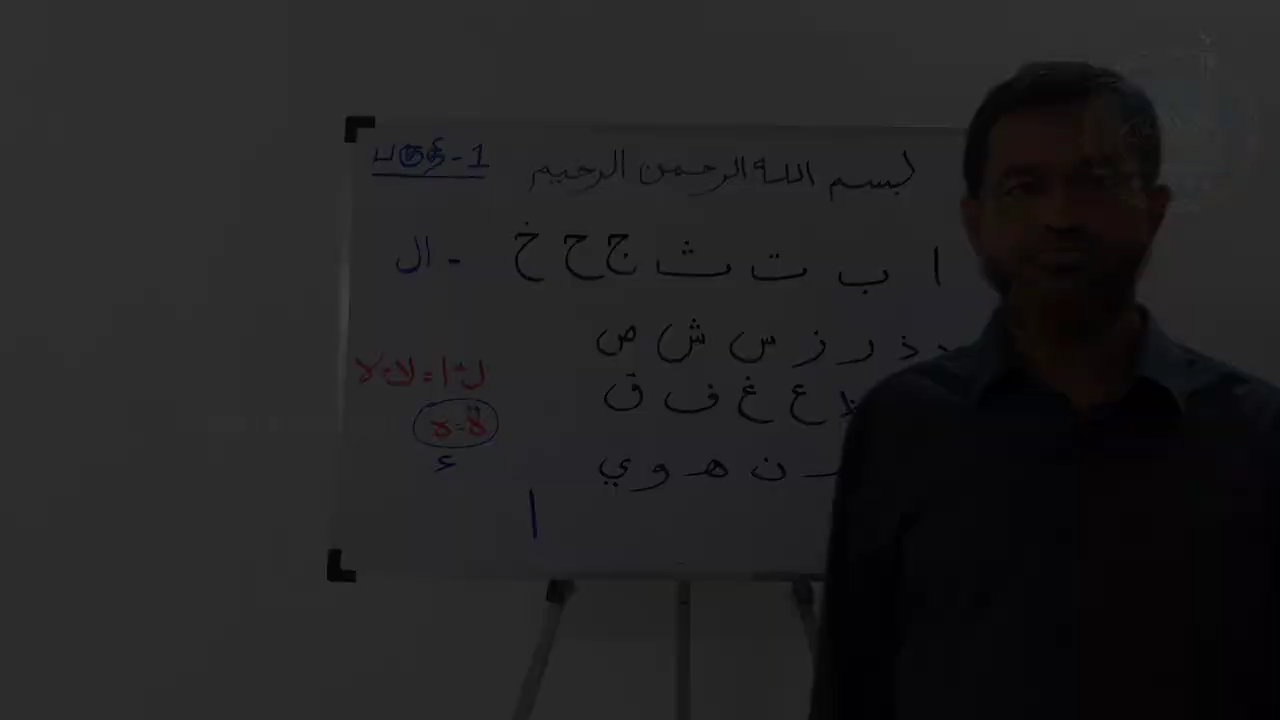 பகுதி - 1
بسم الله الرحمن الرحيم
ا ب ت ث ج ح خ - ال
ذ ر ز س ش ص
ع غ ف ق
ن ه و ي
ل + ا = لا = لا
ة = ه
ء
ا